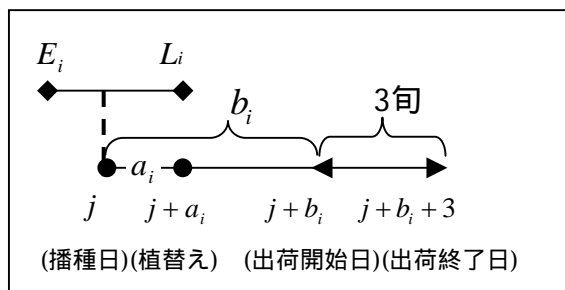 E_i L_i
b_i 3旬
a_i
j j + a_i j + b_i j + b_i + 3
(播種日)(植替え) (出荷開始日)(出荷終了日)